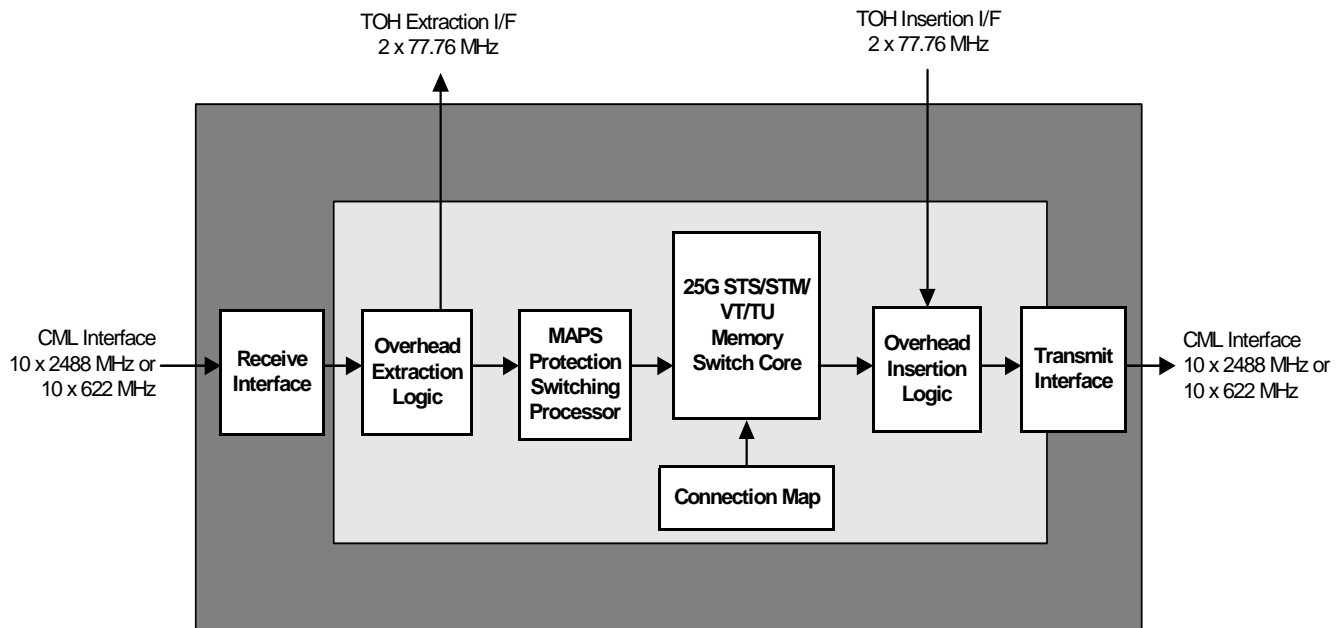 TOH Extraction I/F
2 x 77.76 MHz
TOH Insertion I/F
2 x 77.76 MHz
CML Interface
10 x 2488 MHz or
10 x 622 MHz
Receive
Interface
Overhead
Extraction
Logic
MAPS
Protection
Switching
Processor
25G STS/STM/
VT/TU
Memory
Switch Core
Connection Map
Overhead
Insertion
Logic
Transmit
Interface
CML Interface
10 x 2488 MHz or
10 x 622 MHz